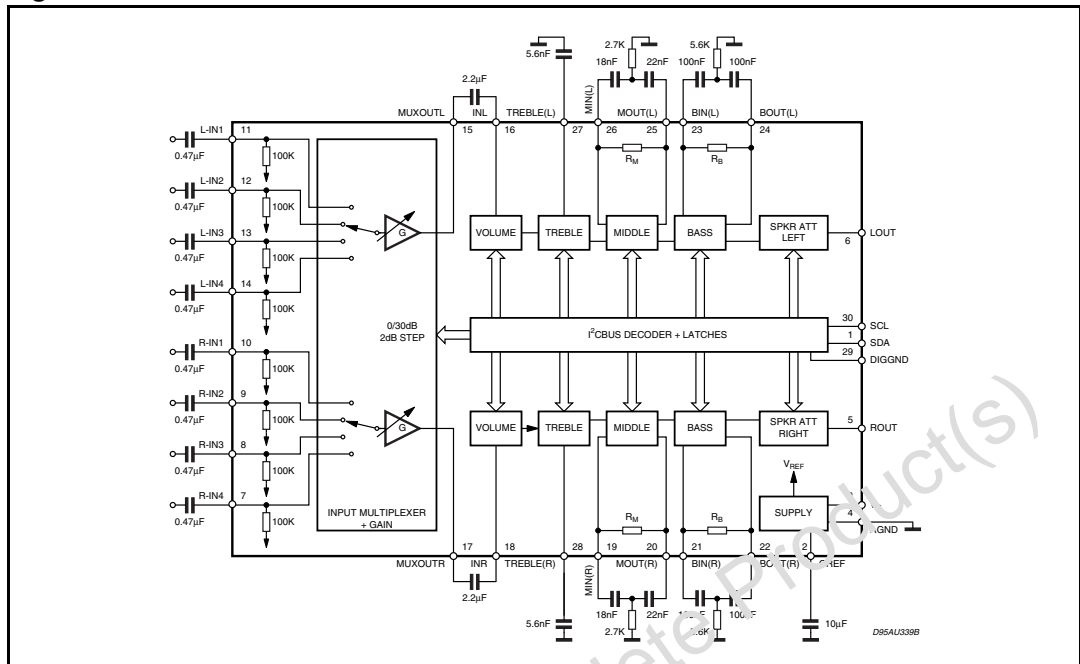 5.6nF
2.7K
18nF 22nF
5.6K
100nF 100nF
2.2µF
MUXOUTL INL TREBLE(L) MIN(L) MOUT(L) BIN(L) BOUT(L)
15 16 27 26 25 23 24
L-IN1 11
0.47µF 100K
L-IN2 12
0.47µF 100K
L-IN3 13
0.47µF 100K
L-IN4 14
0.47µF 100K
R-IN1 10
0.47µF 100K
R-IN2 9
0.47µF 100K
R-IN3 8
0.47µF 100K
R-IN4 7
0.47µF 100K
G
0/30dB
2dB STEP
G
INPUT MULTIPLEXER
+ GAIN
RM RB
VOLUME TREBLE MIDDLE BASS SPKR ATT
LEFT
6 LOUT
I²CBUS DECODER + LATCHES
30 SCL
1 SDA
29 DIGGND
VOLUME TREBLE MIDDLE BASS SPKR ATT
RIGHT
5 ROUT
VREF
SUPPLY
4
RM RB
17 18 28 19 20 21 22 2
MUXOUTR INR TREBLE(R) MIN(R) MOUT(R) BIN(R)
2.2µF
5.6nF
18nF 22nF
2.7K
10µF
D95AU339B
Product(s)